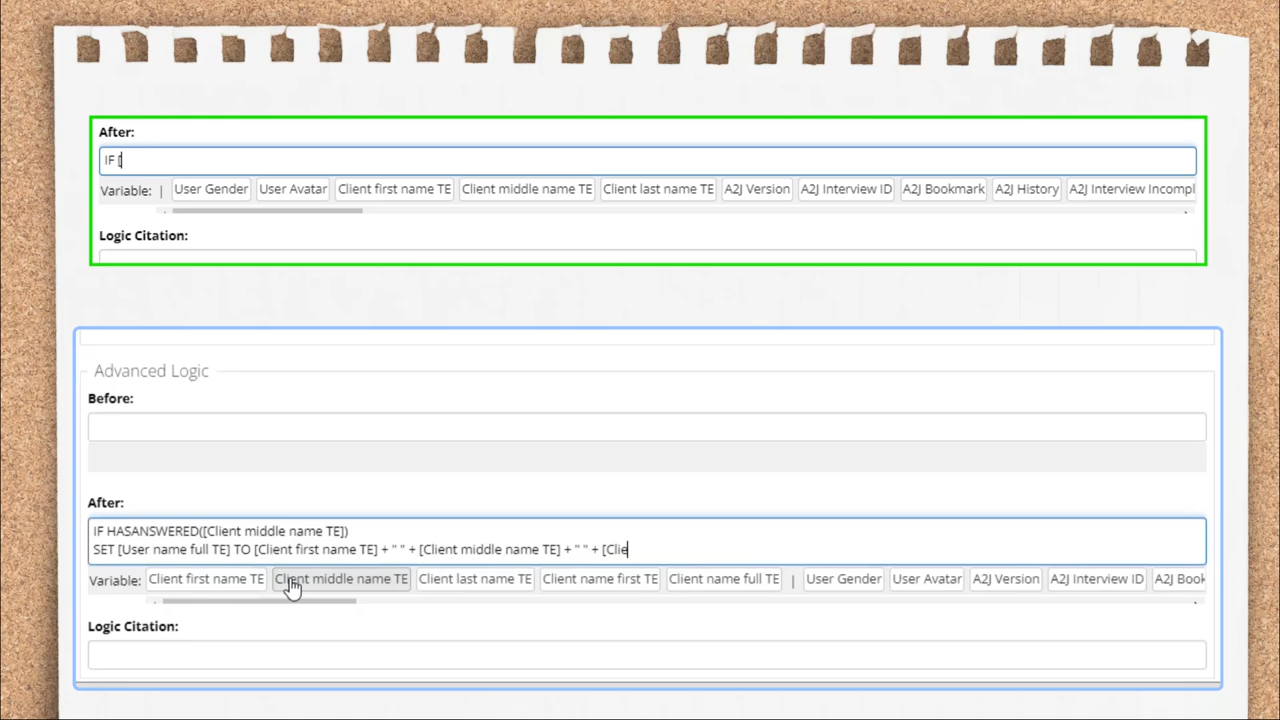 After:
IF [
Variable: | User Gender User Avatar Client first name TE Client middle name TE Client last name TE A2J Version A2J Interview ID A2J Bookmark A2J History A2J Interview Incompl
Logic Citation:
Advanced Logic
Before:
After:
IF HASANSWERED([Client middle name TE])
SET [User name full TE] TO [Client first name TE] + " " + [Client middle name TE] + " " + [Clie
Variable: Client first name TE Client middle name TE Client last name TE Client name first TE Client name full TE | User Gender User Avatar A2J Version A2J Interview ID A2J Book
Logic Citation: